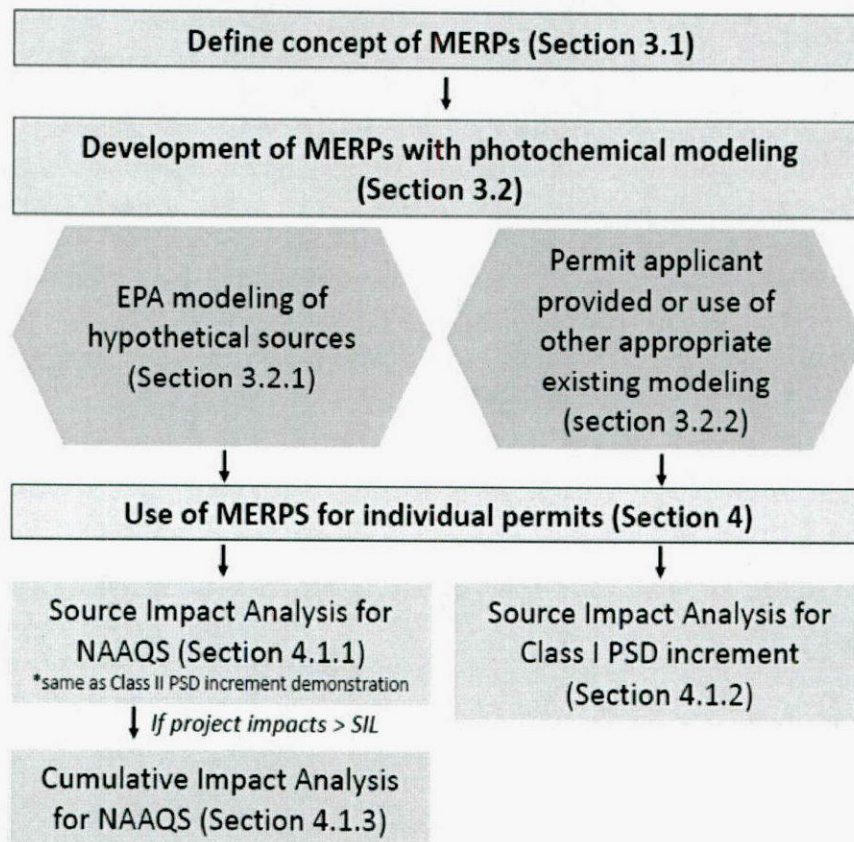 Define concept of MERPs (Section 3.1)
Development of MERPs with photochemical modeling
(Section 3.2)
EPA modeling of
hypothetical sources
(Section 3.2.1)
Permit applicant
provided or use of
other appropriate
existing modeling
(section 3.2.2)
Use of MERPS for individual permits (Section 4)
Source Impact Analysis for
NAAQS (Section 4.1.1)
*same as Class II PSD increment demonstration
Source Impact Analysis for
Class I PSD increment
(Section 4.1.2)
If project impacts > SIL
Cumulative Impact Analysis
for NAAQS (Section 4.1.3)